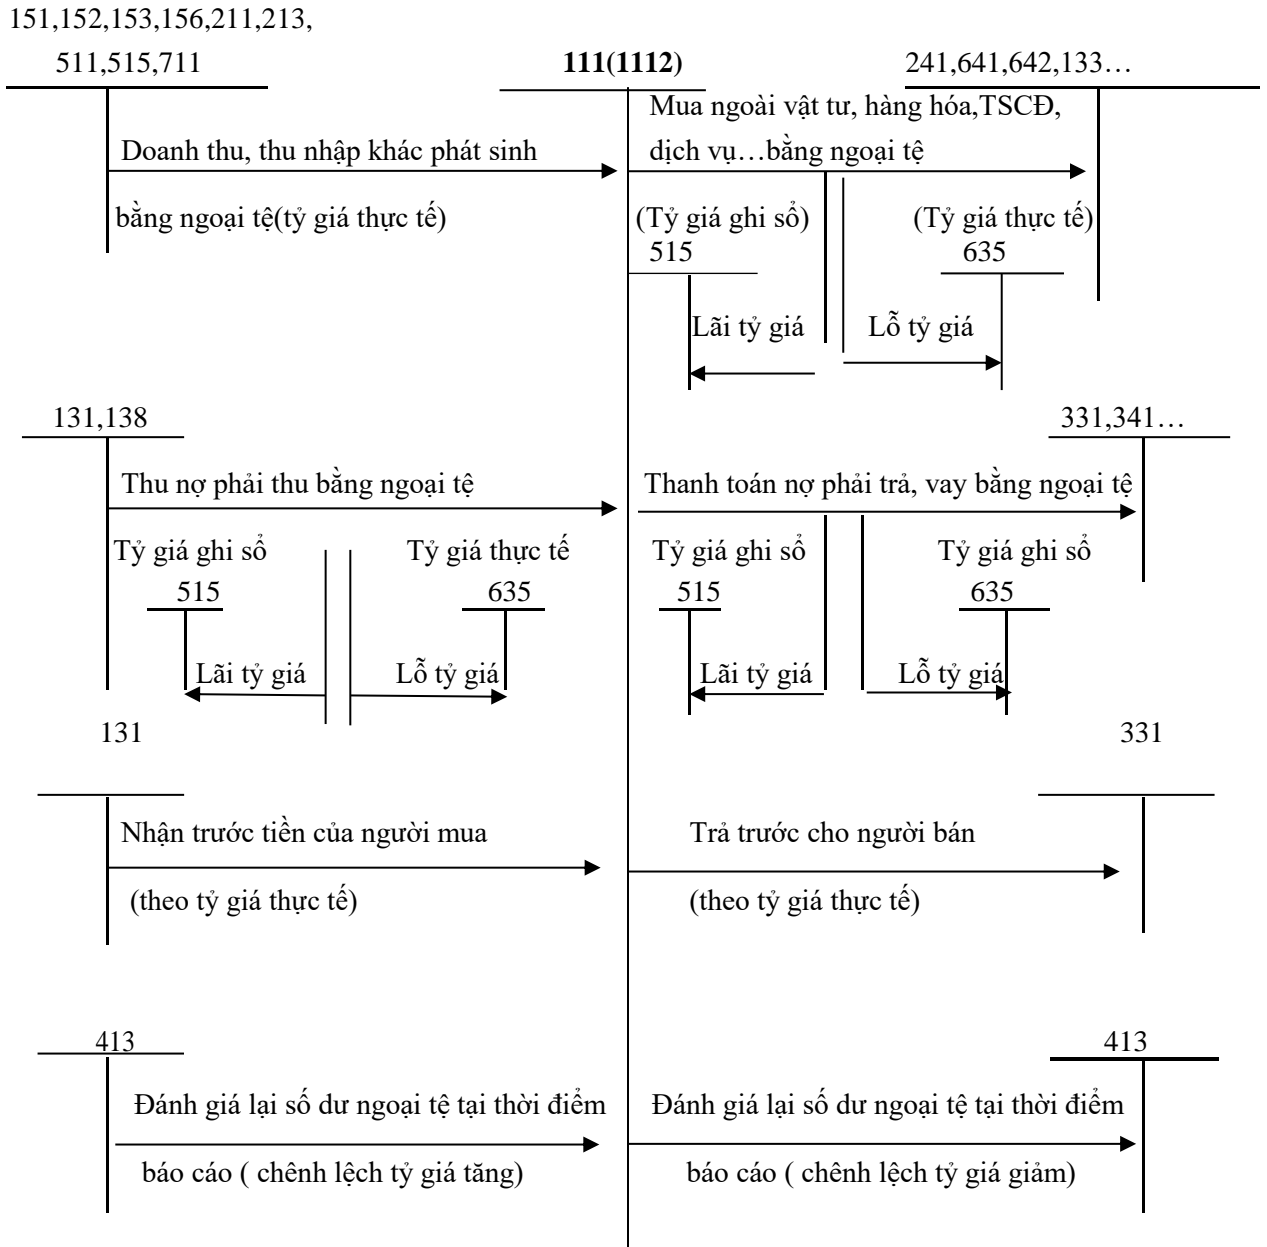 151,152,153,156,211,213,
511,515,711
111(1112)
241,641,642,133…
Mua ngoài vật tư, hàng hóa,TSCĐ,
Doanh thu, thu nhập khác phát sinh
dịch vụ…bằng ngoại tệ
bằng ngoại tệ(tỷ giá thực tế)
(Tỷ giá ghi sổ)
(Tỷ giá thực tế)
515
635
Lãi tỷ giá
Lỗ tỷ giá
131,138
331,341…
Thu nợ phải thu bằng ngoại tệ
Thanh toán nợ phải trả, vay bằng ngoại tệ
Tỷ giá ghi sổ
Tỷ giá thực tế
Tỷ giá ghi sổ
Tỷ giá ghi sổ
515
635
515
635
Lãi tỷ giá
Lỗ tỷ giá
Lãi tỷ giá
Lỗ tỷ giá
131
331
Nhận trước tiền của người mua
Trả trước cho người bán
(theo tỷ giá thực tế)
(theo tỷ giá thực tế)
413
413
Đánh giá lại số dư ngoại tệ tại thời điểm
Đánh giá lại số dư ngoại tệ tại thời điểm
báo cáo ( chênh lệch tỷ giá tăng)
báo cáo ( chênh lệch tỷ giá giảm)